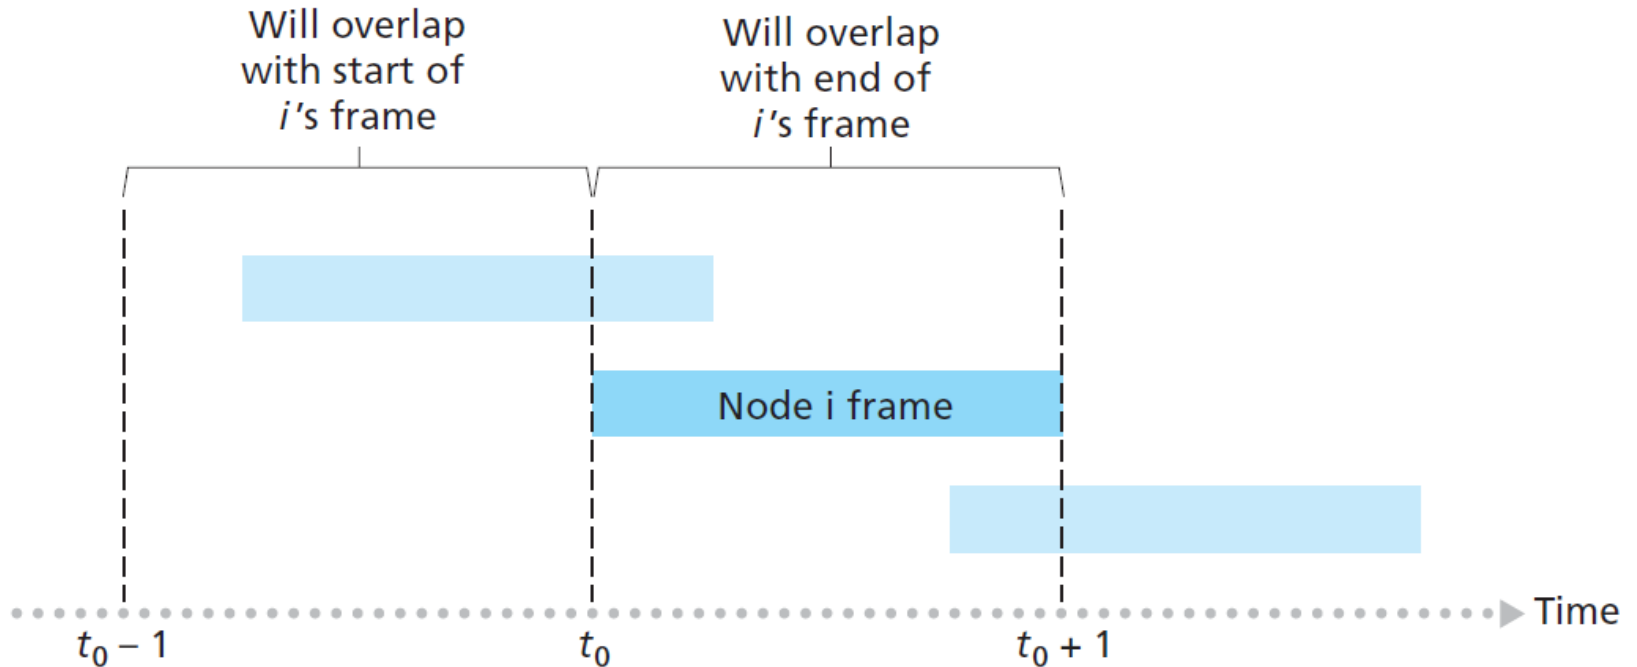 Will overlap
with start of
i's frame
Will overlap
with end of
i's frame
Node i frame
Time
t₀ – 1
t₀
t₀ + 1